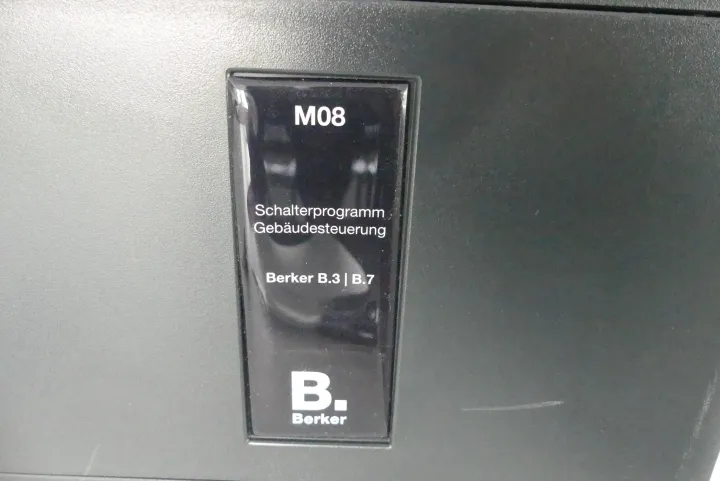 M08
Schalterprogramm
Gebäudesteuerung
Berker B.3 | B.7
B.
Berker